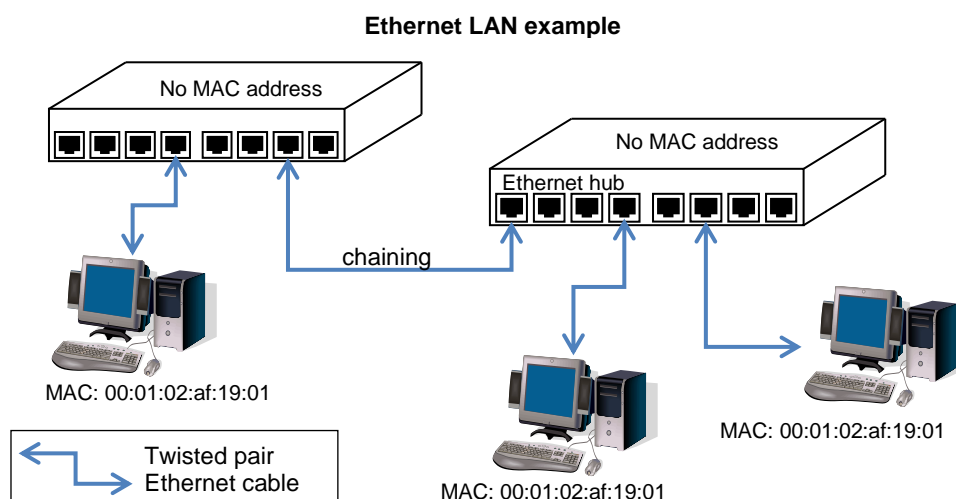 Ethernet LAN example
No MAC address
No MAC address
Ethernet hub
chaining
MAC: 00:01:02:af:19:01
MAC: 00:01:02:af:19:01
MAC: 00:01:02:af:19:01
Twisted pair
Ethernet cable